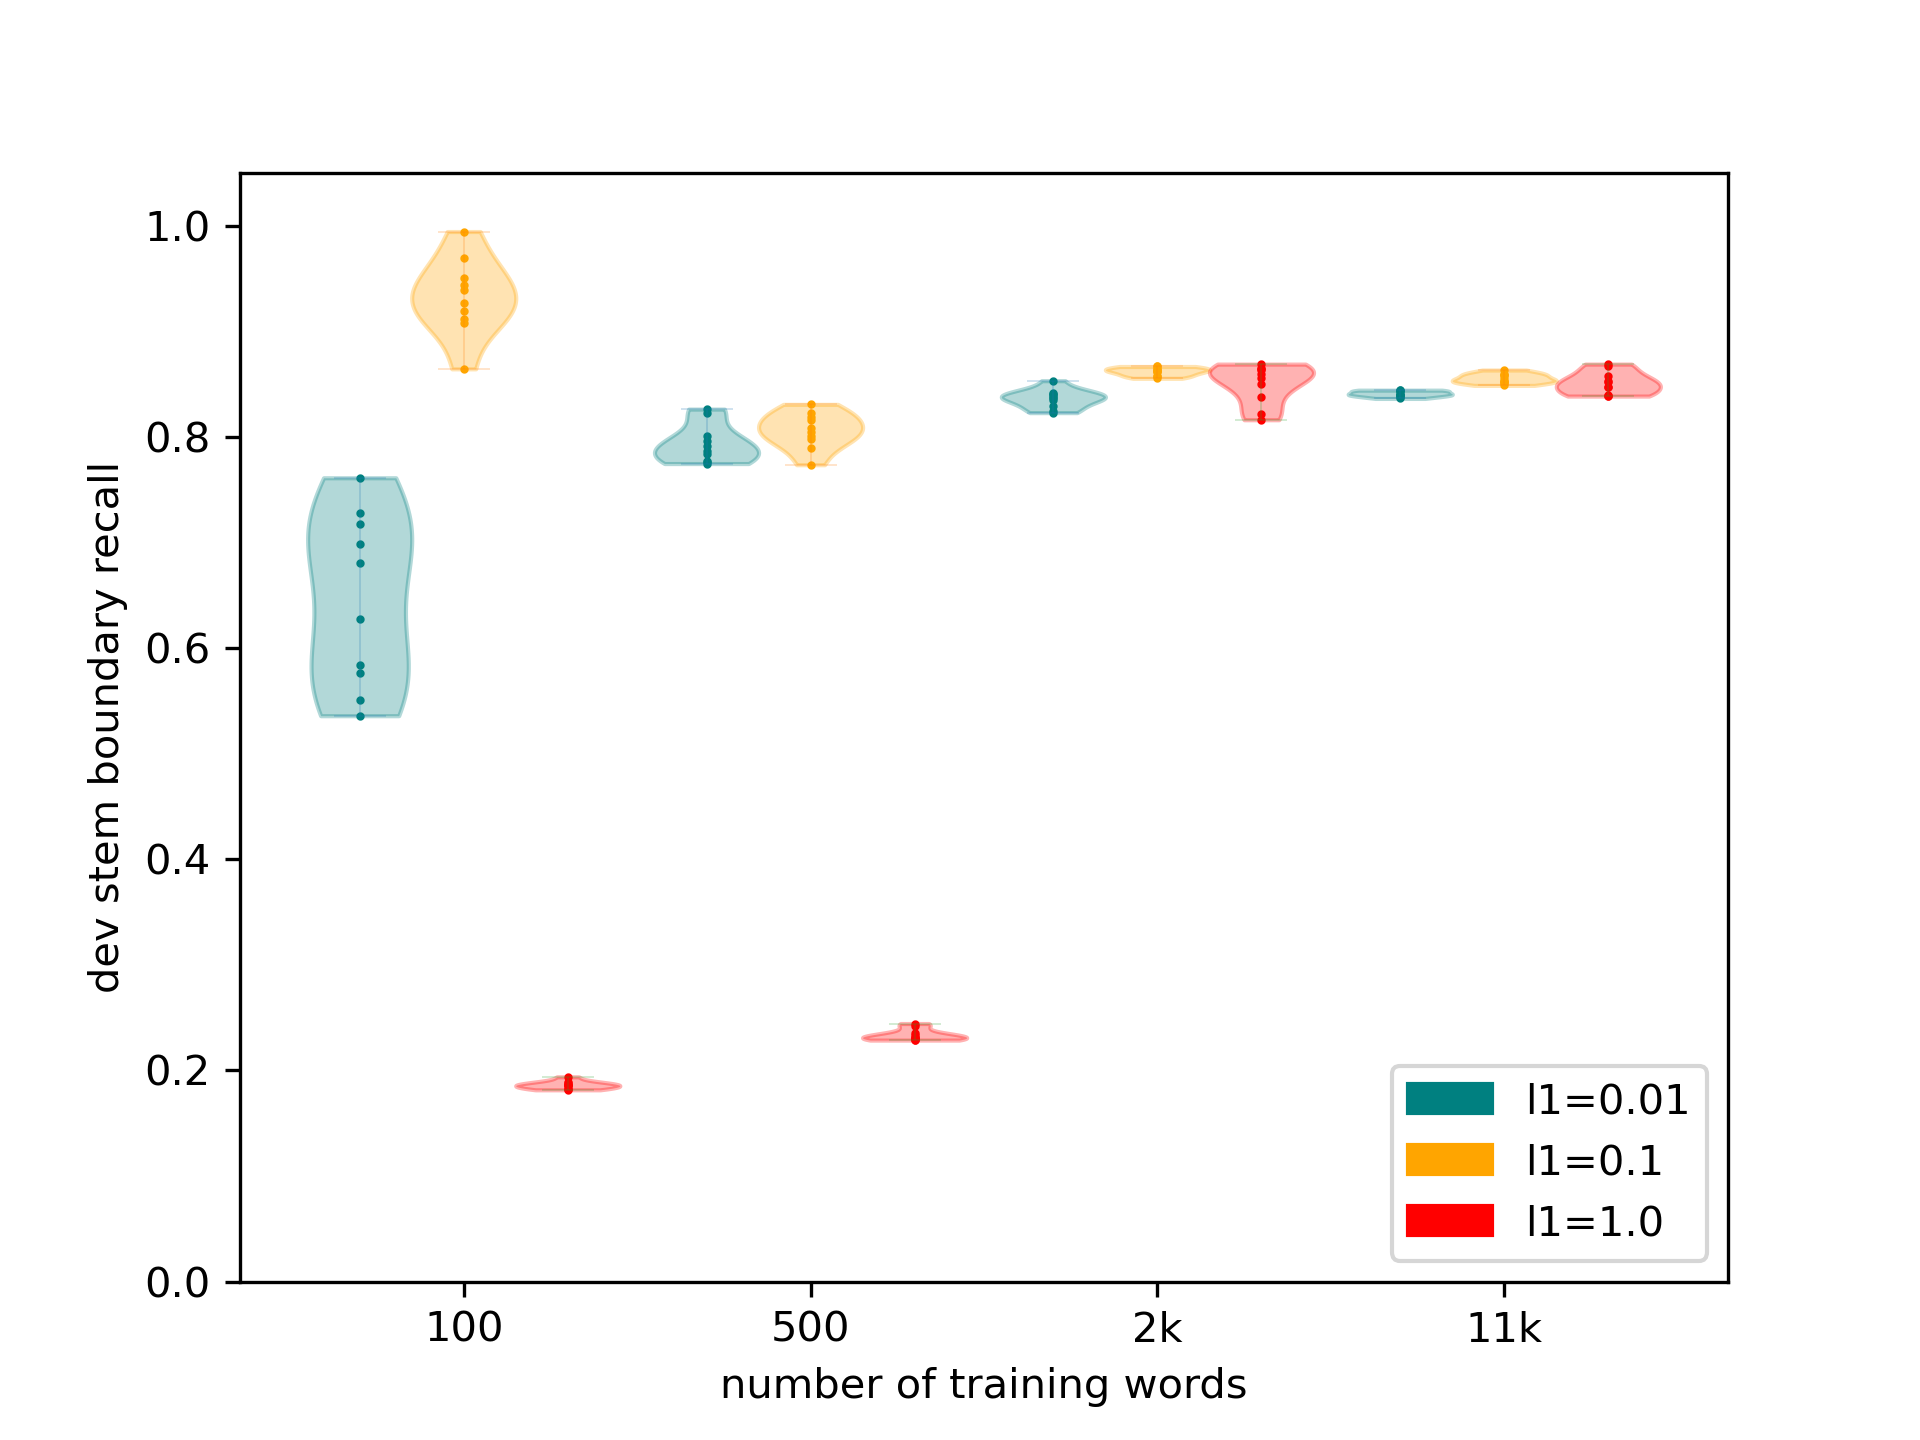 1.0
0.8
0.6
0.4
0.2
0.0
dev stem boundary recall
100 500 2k 11k
number of training words
l1=0.01
l1=0.1
l1=1.0